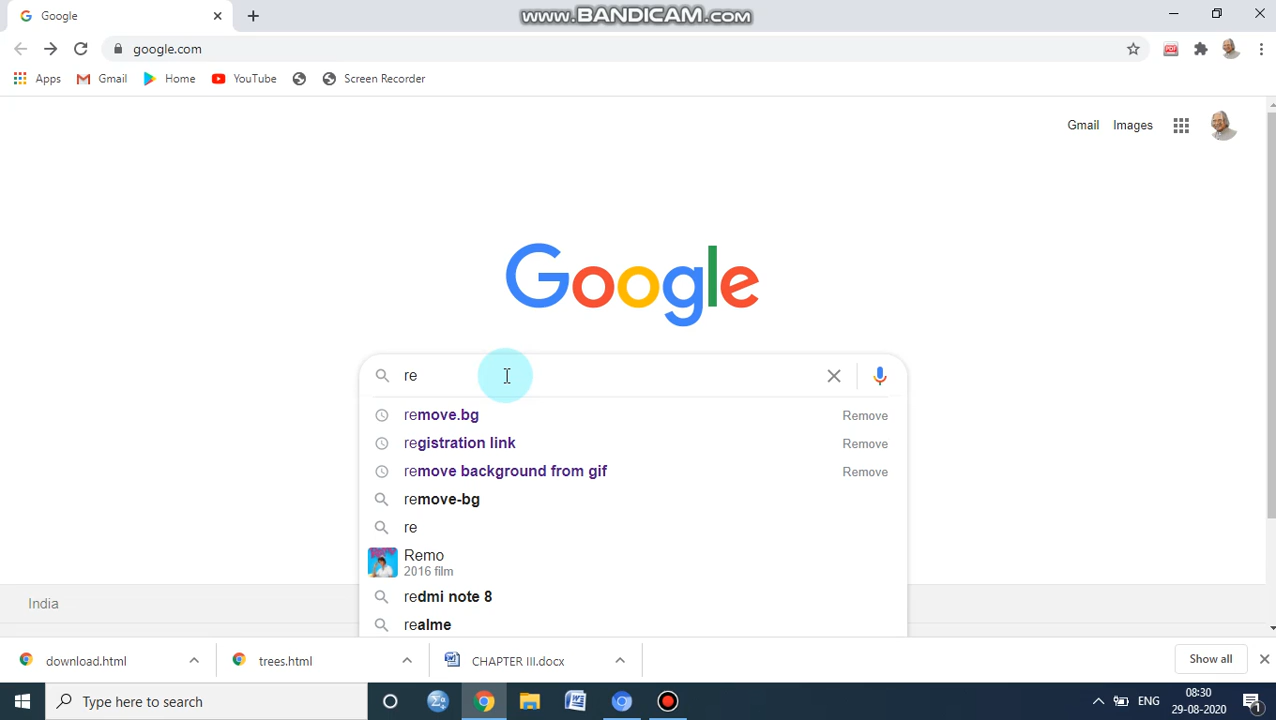 Google
www.BANDICAM.com
google.com
Apps
Gmail
Home
YouTube
Screen Recorder
Gmail
Images
Google
re
remove.bg
Remove
registration link
Remove
remove background from gif
Remove
remove-bg
re
Remo
2016 film
redmi note 8
realme
India
download.html
trees.html
CHAPTER III.docx
Show all
Type here to search
ENG
08:30
29-08-2020
1